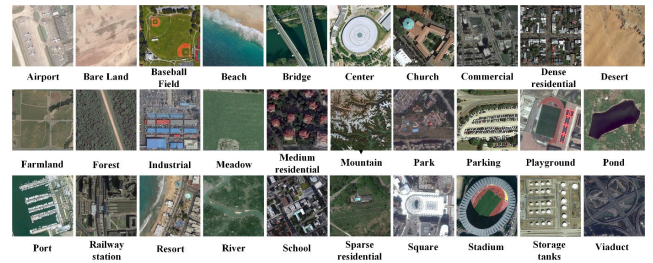 Airport Bare Land Baseball Field Beach Bridge Center Church Commercial Dense residential Desert
Farmland Forest Industrial Meadow Medium residential Mountain Park Parking Playground Pond
Port Railway station Resort River School Sparse residential Square Stadium Storage tanks Viaduct